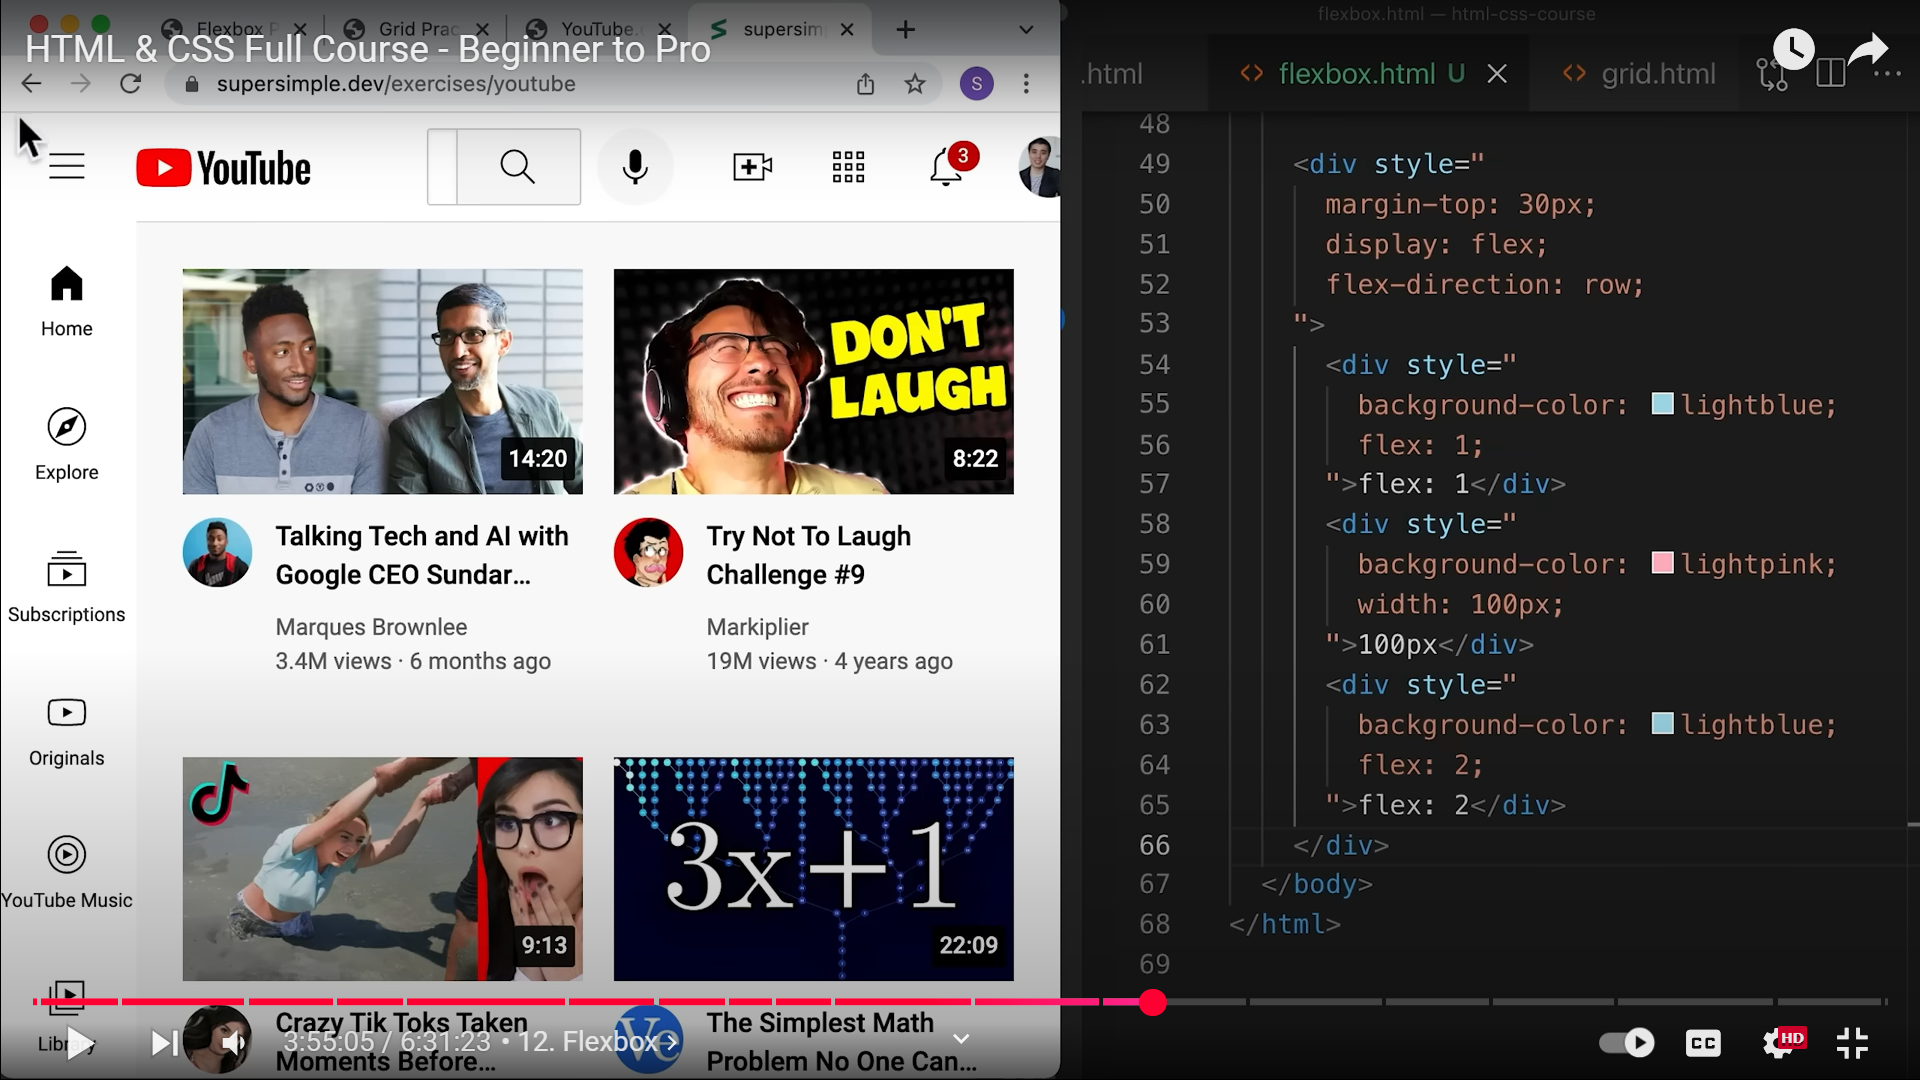 flexbox.html — html-css-course
Flexbox P
Grid Prac
YouTube.
supersim
HTML & CSS Full Course - Beginner to Pro
supersimple.dev/exercises/youtube
S
.html
flexbox.html U
grid.html
YouTube
3
Home
Explore
Subscriptions
Originals
YouTube Music
Library
14:20
DON'T
LAUGH
8:22
Talking Tech and AI with
Google CEO Sundar...
Marques Brownlee
3.4M views · 6 months ago
Try Not To Laugh
Challenge #9
Markiplier
19M views · 4 years ago
9:13
3x+1
22:09
Crazy Tik Toks Taken
Moments Before...
Ve
The Simplest Math
Problem No One Can...
48
49 <div style="
50 margin-top: 30px;
51 display: flex;
52 flex-direction: row;
53 ">
54 <div style="
55 background-color: lightblue;
56 flex: 1;
57 ">flex: 1</div>
58 <div style="
59 background-color: lightpink;
60 width: 100px;
61 ">100px</div>
62 <div style="
63 background-color: lightblue;
64 flex: 2;
65 ">flex: 2</div>
66 </div>
67 </body>
68 </html>
69
3:55:05 / 6:31:23 • 12. Flexbox
CC
HD